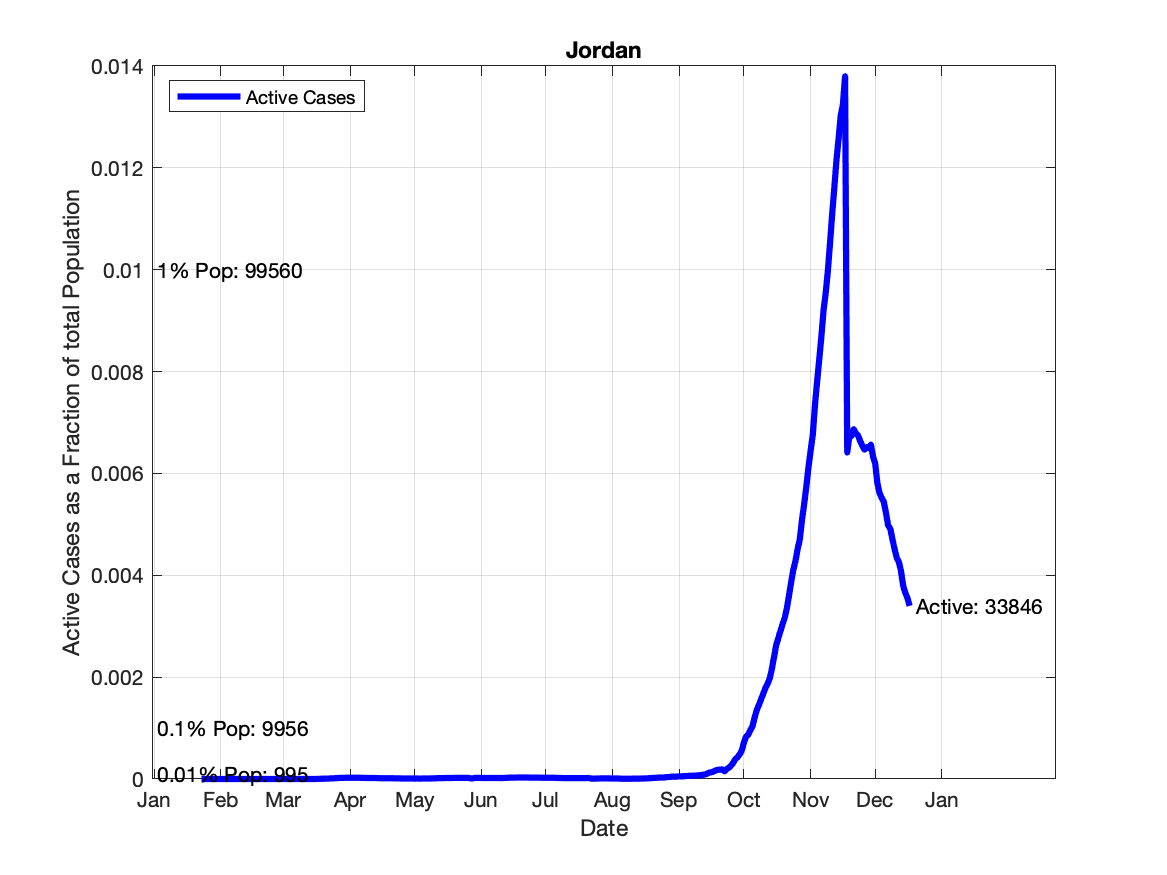 Jordan
0.014
Active Cases
0.012
1% Pop: 99560
0.01
0.008
0.006
0.004
Active: 33846
0.002
0.1% Pop: 9956
0.01% Pop: 995
0
Jan Feb Mar Apr May Jun Jul Aug Sep Oct Nov Dec Jan
Date
Active Cases as a Fraction of total Population